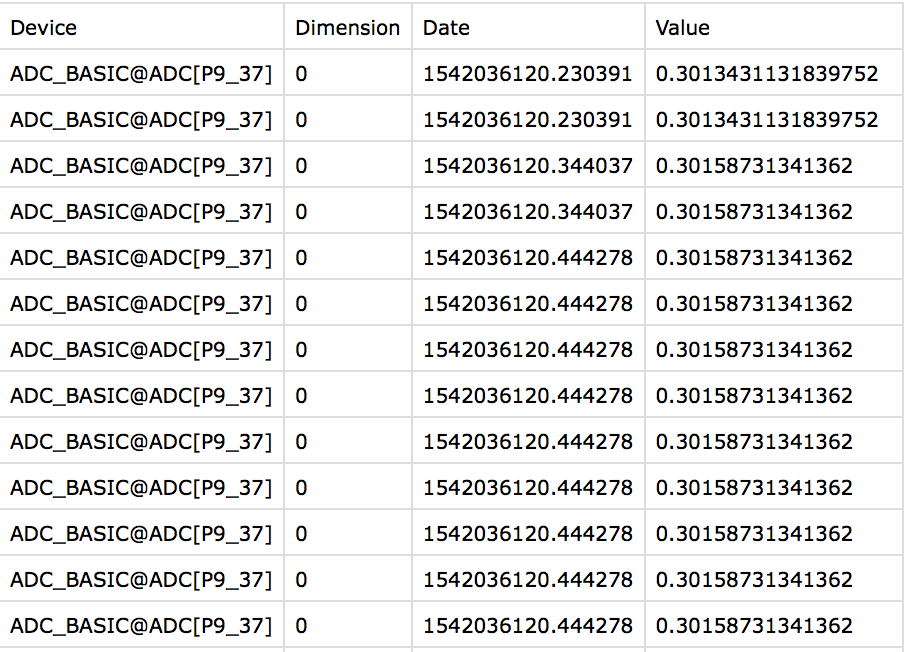 Device Dimension Date Value
ADC_BASIC@ADC[P9_37] 0 1542036120.230391 0.3013431131839752
ADC_BASIC@ADC[P9_37] 0 1542036120.230391 0.3013431131839752
ADC_BASIC@ADC[P9_37] 0 1542036120.344037 0.30158731341362
ADC_BASIC@ADC[P9_37] 0 1542036120.344037 0.30158731341362
ADC_BASIC@ADC[P9_37] 0 1542036120.444278 0.30158731341362
ADC_BASIC@ADC[P9_37] 0 1542036120.444278 0.30158731341362
ADC_BASIC@ADC[P9_37] 0 1542036120.444278 0.30158731341362
ADC_BASIC@ADC[P9_37] 0 1542036120.444278 0.30158731341362
ADC_BASIC@ADC[P9_37] 0 1542036120.444278 0.30158731341362
ADC_BASIC@ADC[P9_37] 0 1542036120.444278 0.30158731341362
ADC_BASIC@ADC[P9_37] 0 1542036120.444278 0.30158731341362
ADC_BASIC@ADC[P9_37] 0 1542036120.444278 0.30158731341362
ADC_BASIC@ADC[P9_37] 0 1542036120.444278 0.30158731341362